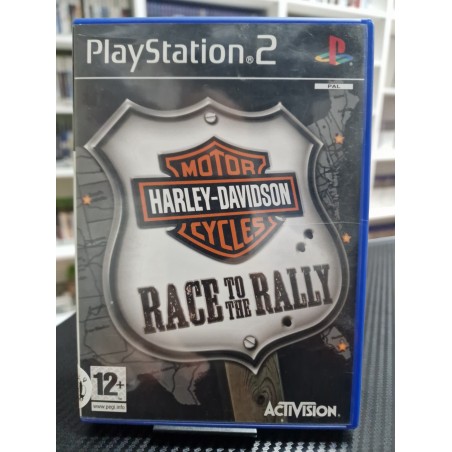 PlayStation®2
PAL
MOTOR
HARLEY-DAVIDSON
CYCLES
RACE TO THE RALLY
12+
www.pegi.info
ACTIVISION®